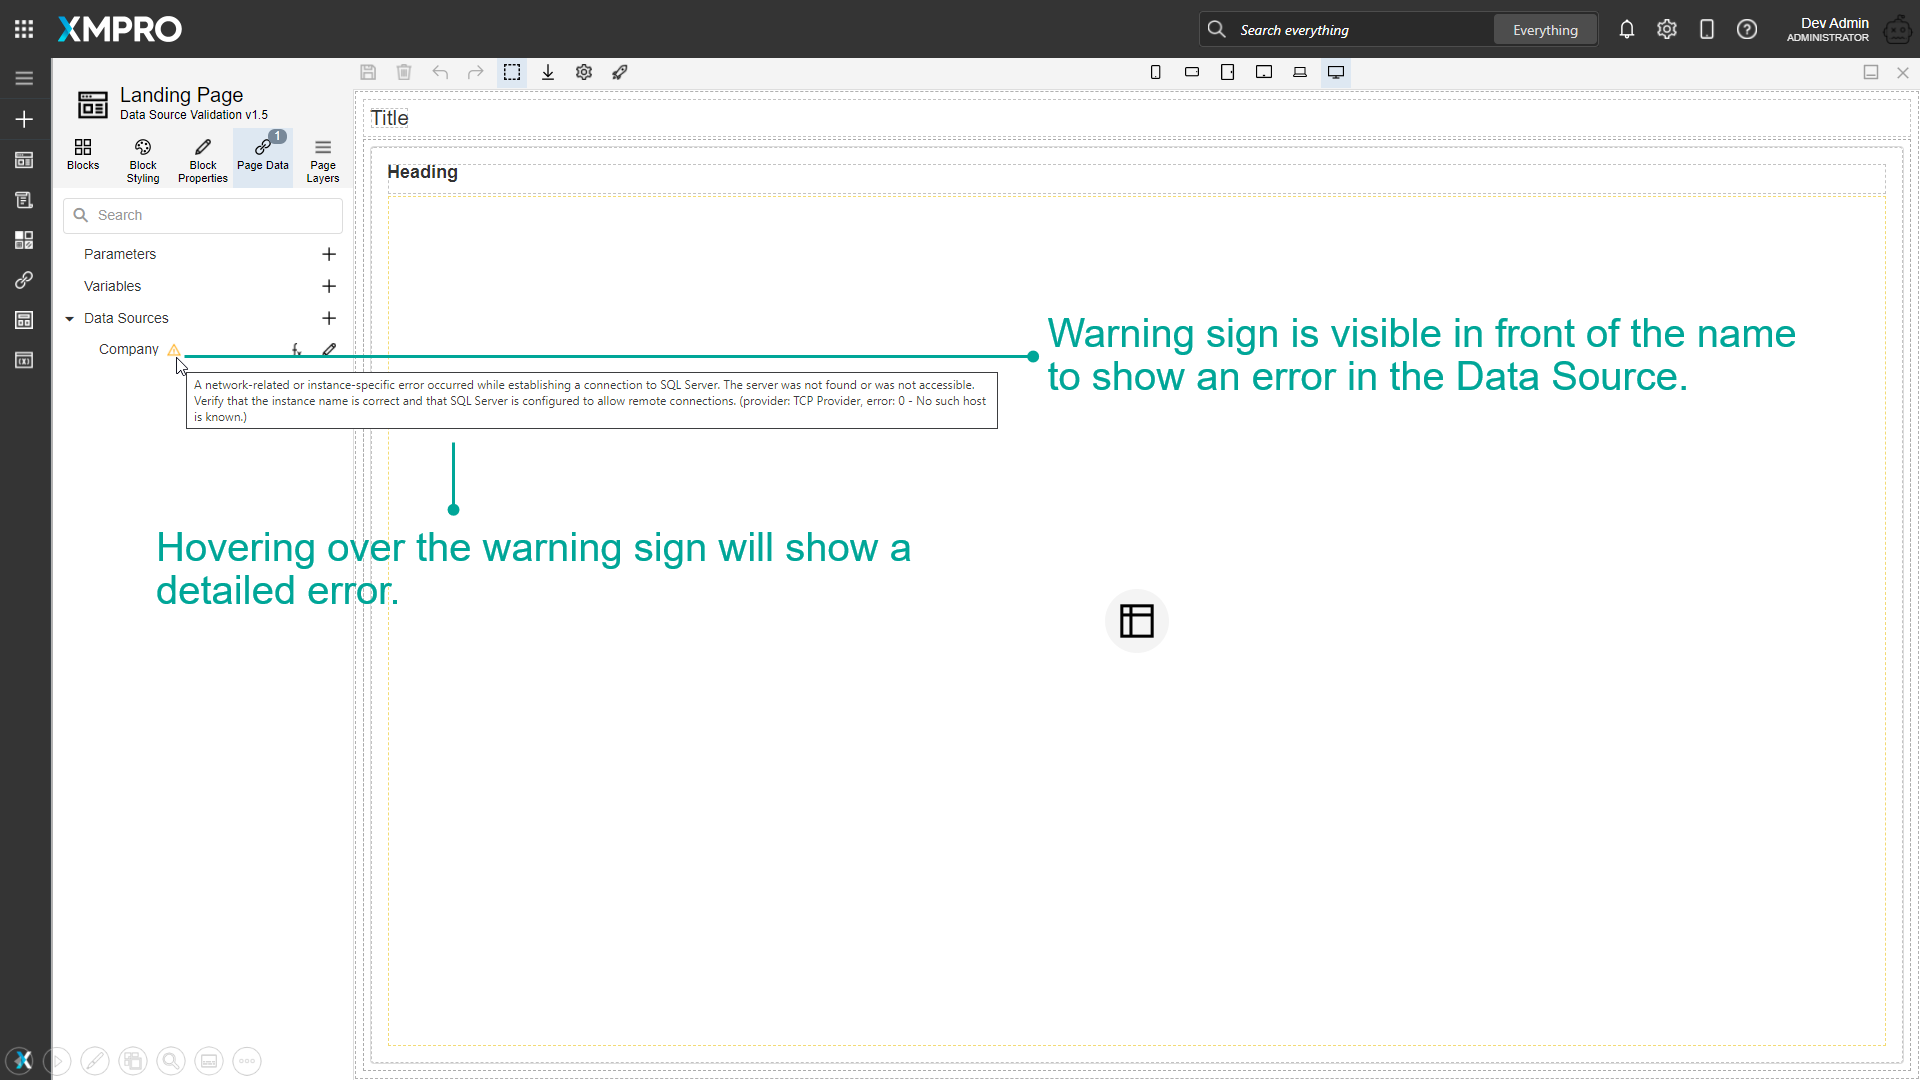 XMPRO
Search everything
Everything
Dev Admin
ADMINISTRATOR
Landing Page
Data Source Validation v1.5
Blocks
Block
Styling
Block
Properties
1
Page Data
Page
Layers
Search
Parameters
Variables
Data Sources
Company
A network-related or instance-specific error occurred while establishing a connection to SQL Server. The server was not found or was not accessible.
Verify that the instance name is correct and that SQL Server is configured to allow remote connections. (provider: TCP Provider, error: 0 - No such host
is known.)
Title
Heading
Warning sign is visible in front of the name
to show an error in the Data Source.
Hovering over the warning sign will show a
detailed error.